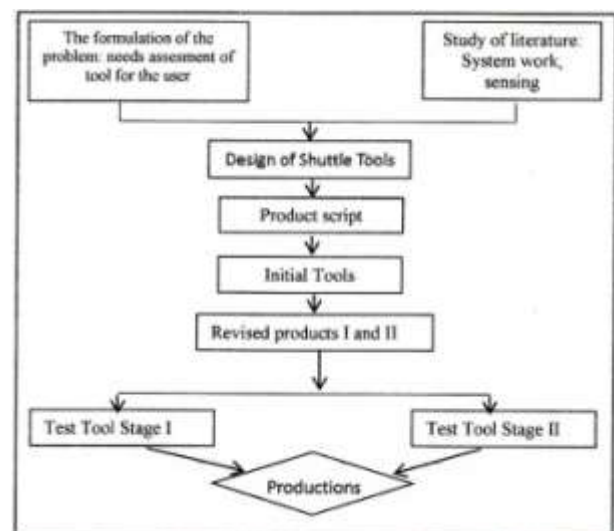 The formulation of the
problem: needs assesment of
tool for the user
Study of literature:
System work,
sensing
Design of Shuttle Tools
Product script
Initial Tools
Revised products I and II
Test Tool Stage I
Test Tool Stage II
Productions